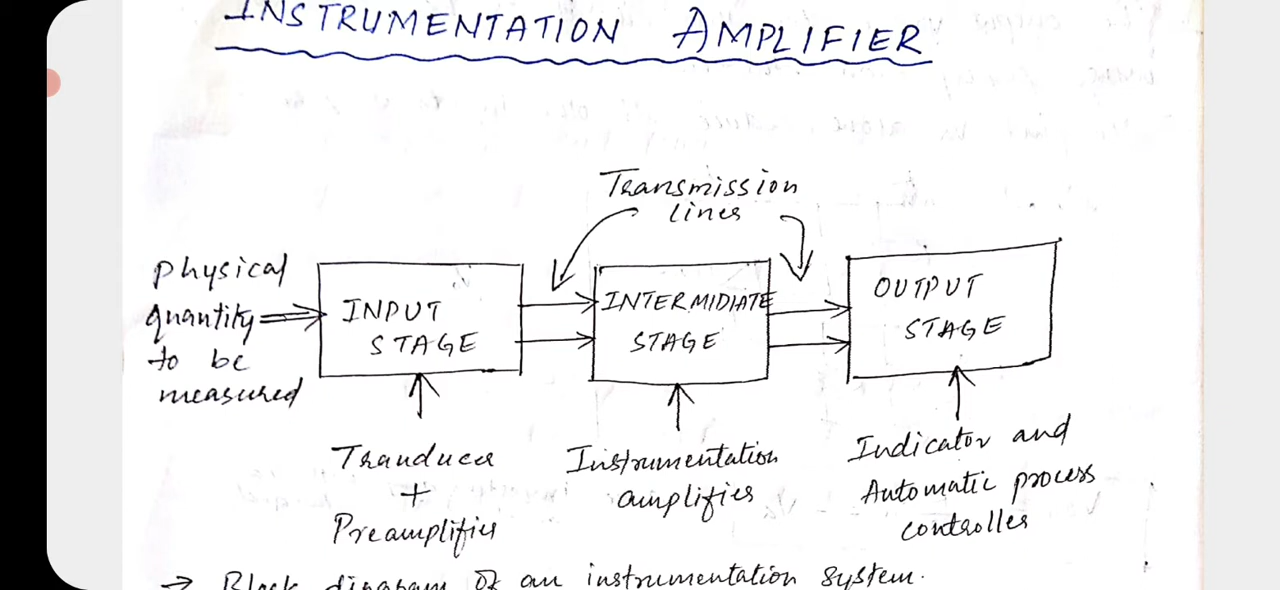 INSTRUMENTATION AMPLIFIER
Transmission
lines
Physical
quantity
to be
measured
INPUT
STAGE
INTERMIDIATE
STAGE
OUTPUT
STAGE
Tranducer
+
Preamplifier
Instrumentation
amplifier
Indicator and
Automatic process
controller
→ Block diagram of an instrumentation system.